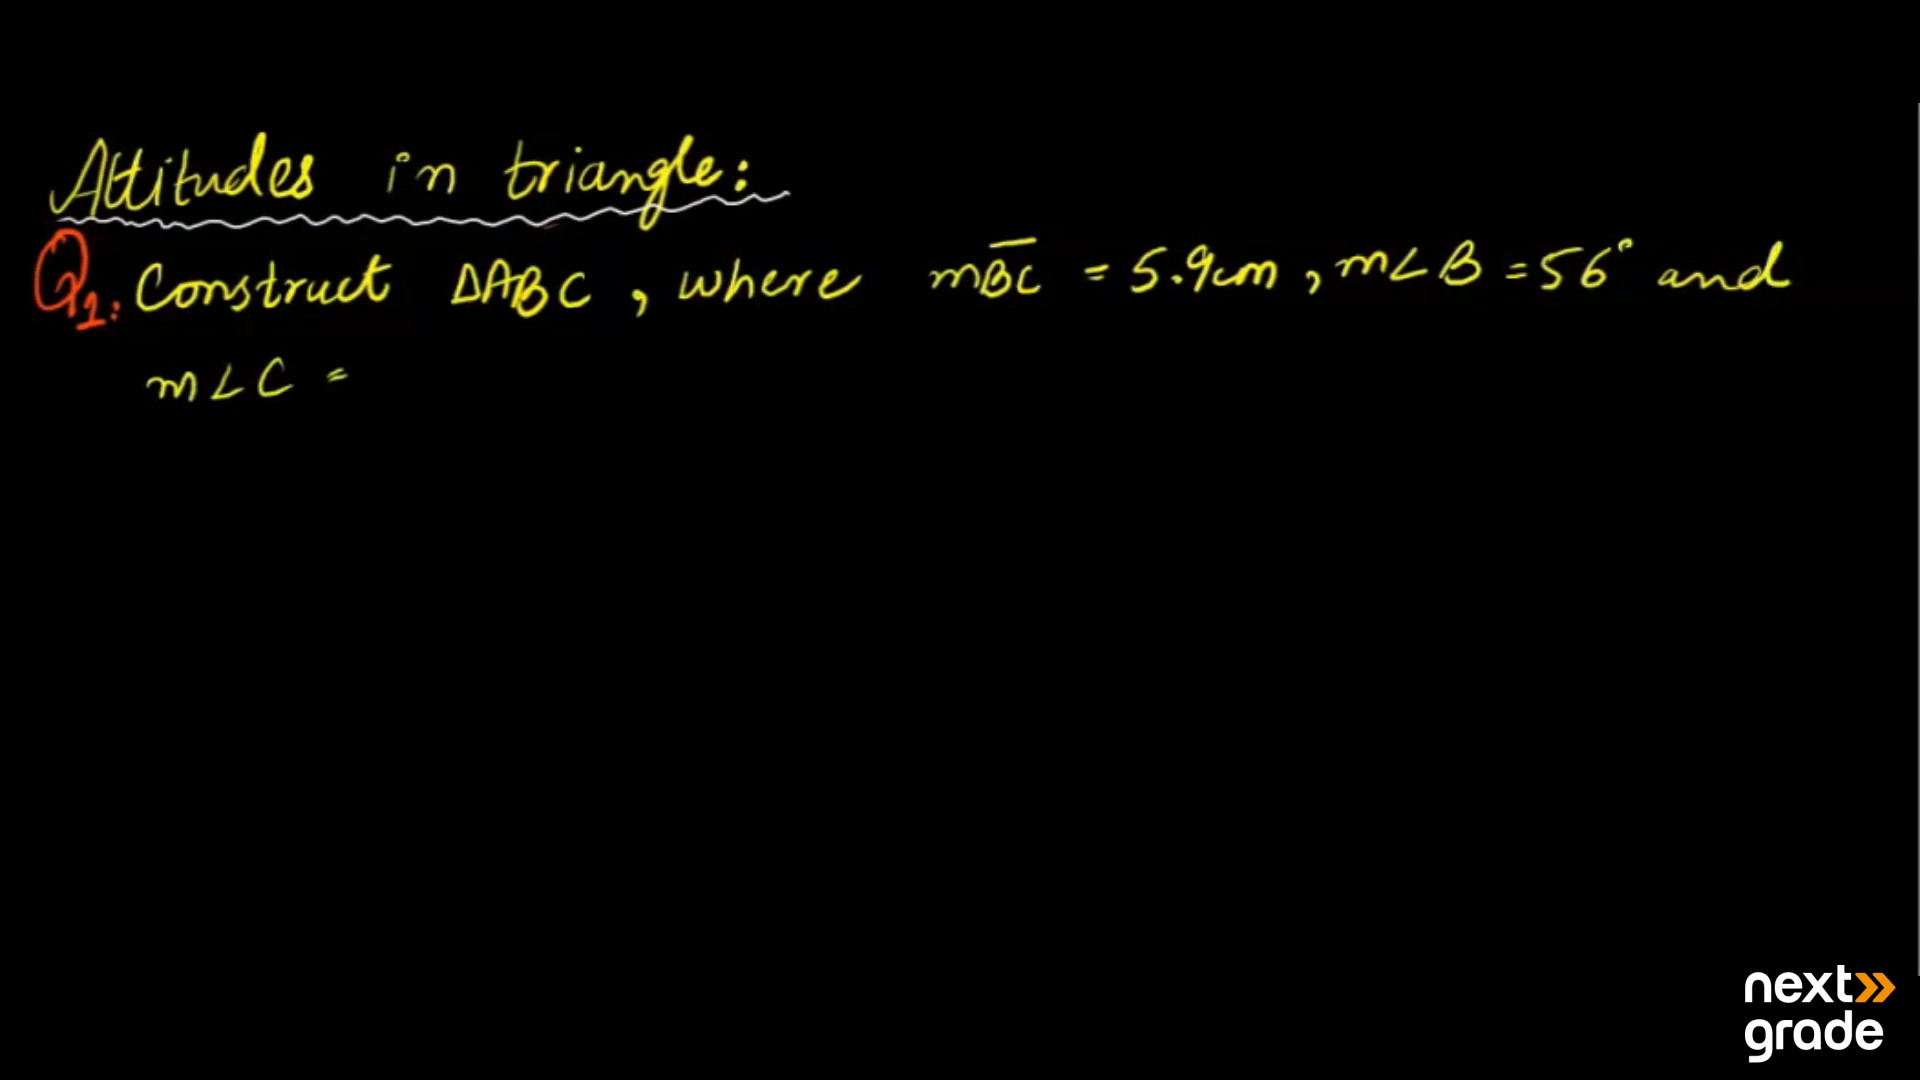 Altitudes in triangle:
Q1: Construct ΔABC, where mBC̅ = 5.9cm, m∠B = 56° and
m∠C =
next
grade